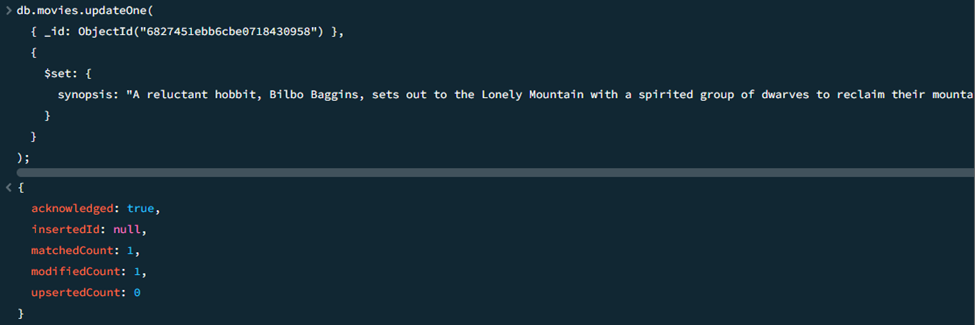 > db.movies.updateOne(
{ _id: ObjectId("6827451ebb6cbe0718430958") },
{
$set: {
synopsis: "A reluctant hobbit, Bilbo Baggins, sets out to the Lonely Mountain with a spirited group of dwarves to reclaim their mounta
}
}
);
< {
acknowledged: true,
insertedId: null,
matchedCount: 1,
modifiedCount: 1,
upsertedCount: 0
}